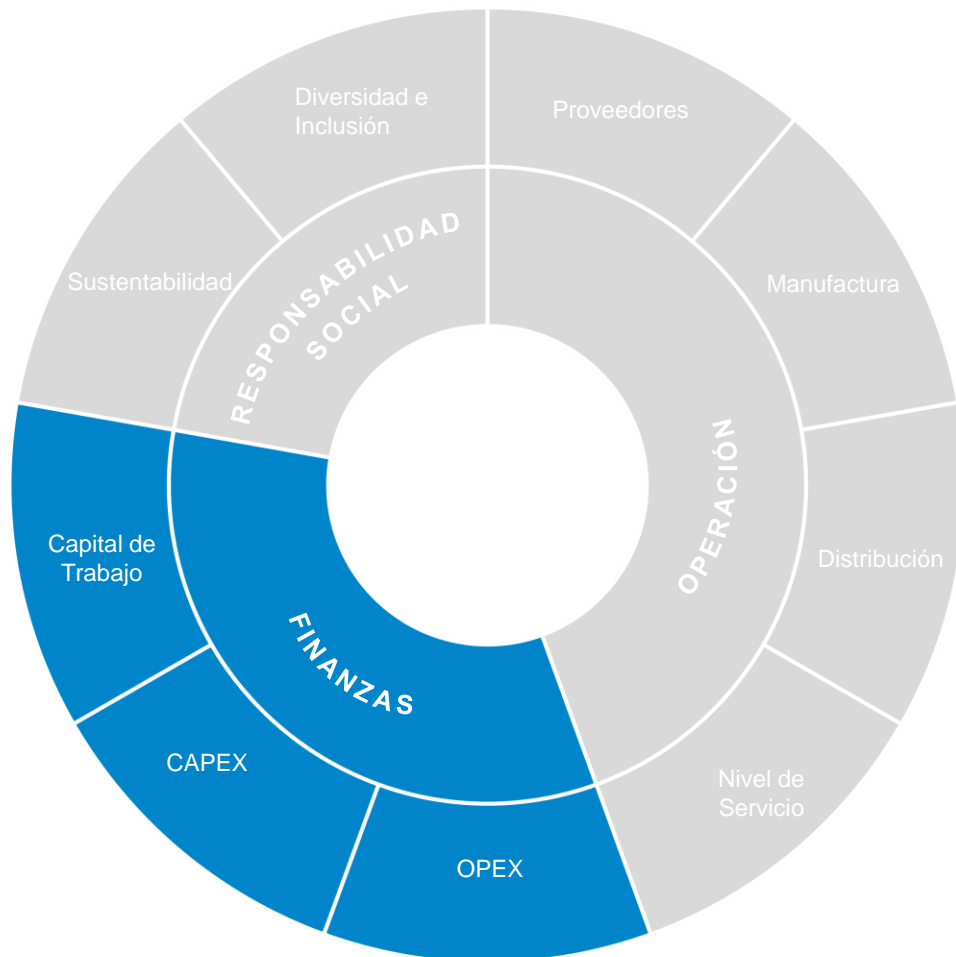 Diversidad e
Inclusión
Proveedores
Sustentabilidad
RESPONSABILIDAD
SOCIAL
Manufactura
OPERACIÓN
Capital de
Trabajo
Distribución
FINANZAS
CAPEX
Nivel de
Servicio
OPEX